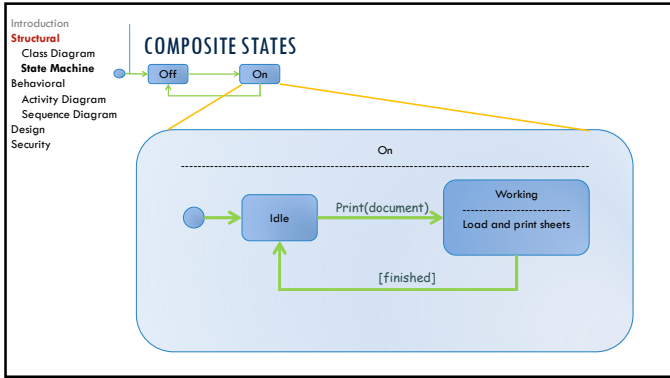 Introduction
Structural
Class Diagram
State Machine
Behavioral
Activity Diagram
Sequence Diagram
Design
Security
COMPOSITE STATES
Off
On
On
Idle
Print(document)
Working
Load and print sheets
[finished]